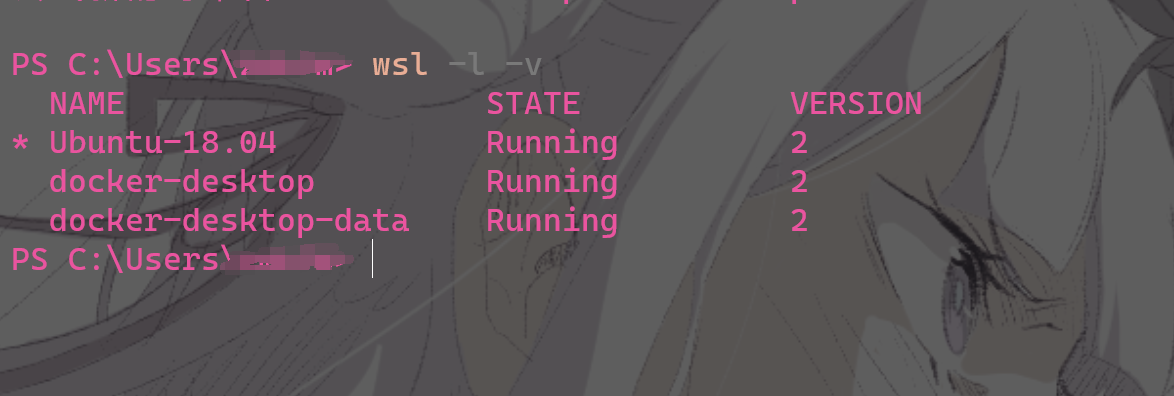 PS C:\Users\ wsl -l -v
NAME STATE VERSION
* Ubuntu-18.04 Running 2
docker-desktop Running 2
docker-desktop-data Running 2
PS C:\Users\